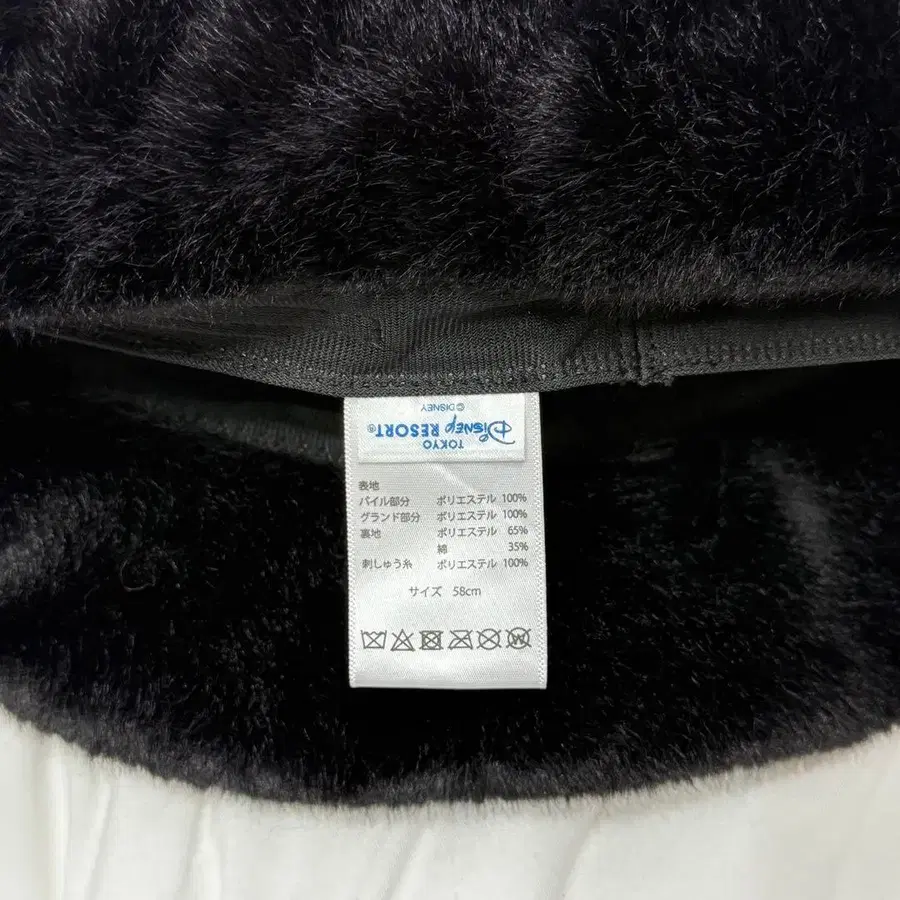 TOKYO
Disney RESORT®
© DISNEY
表地
パイル部分 ポリエステル 100%
グランド部分 ポリエステル 100%
裏地 ポリエステル 65%
綿 35%
刺しゅう糸 ポリエステル 100%
サイズ 58cm
W